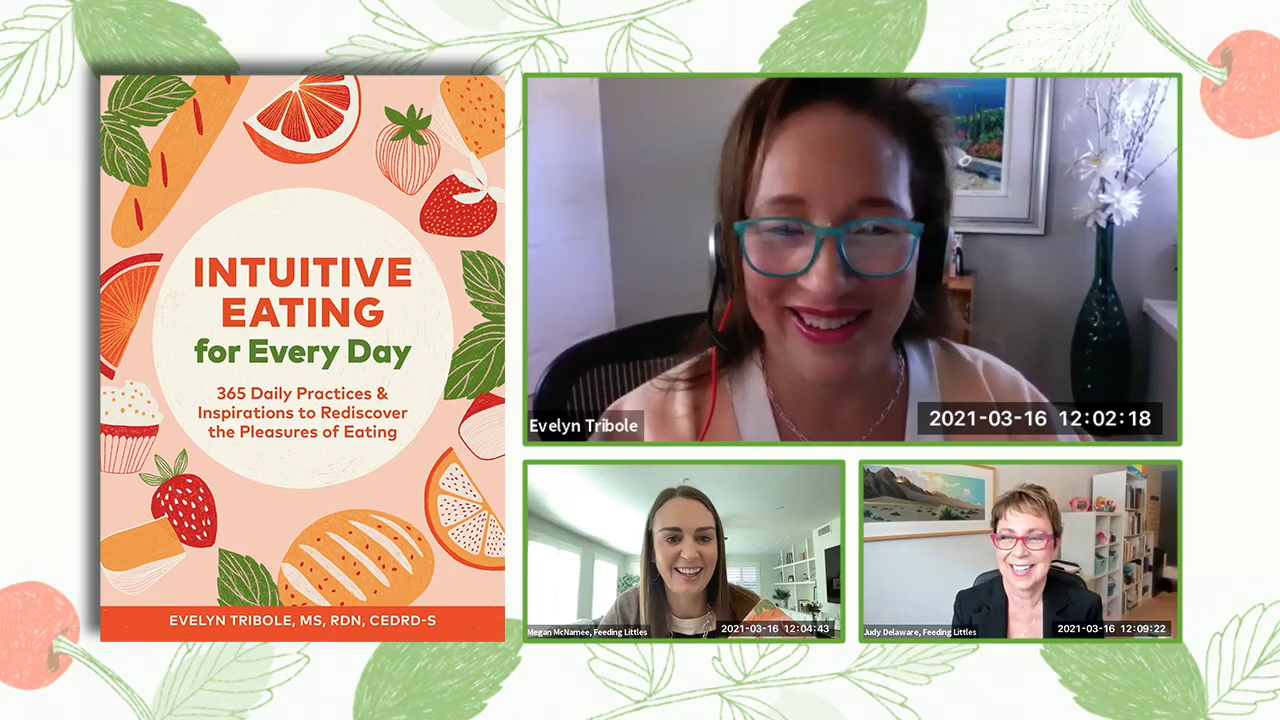 INTUITIVE
EATING
for Every Day
365 Daily Practices &
Inspirations to Rediscover
the Pleasures of Eating
EVELYN TRIBOLE, MS, RDN, CEDRD-S
Evelyn Tribole
2021-03-16 12:02:18
Megan McNamee, Feeding Littles
2021-03-16 12:04:43
Judy Delaware, Feeding Littles
2021-03-16 12:09:22